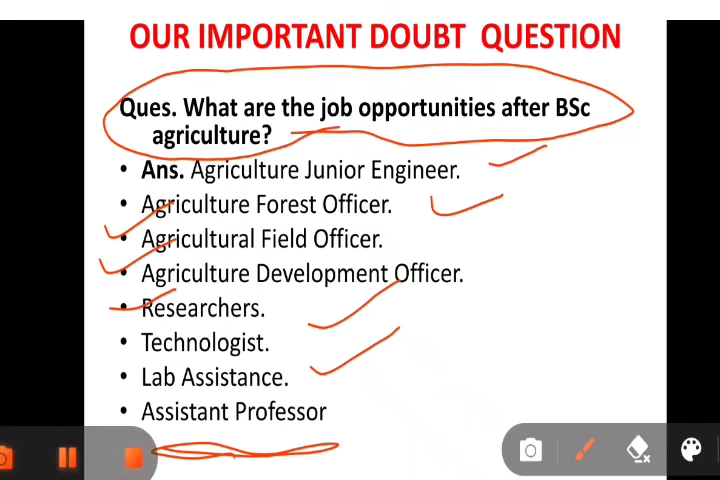 OUR IMPORTANT DOUBT QUESTION
Ques. What are the job opportunities after BSc
agriculture?
• Ans. Agriculture Junior Engineer.
• Agriculture Forest Officer.
• Agricultural Field Officer.
• Agriculture Development Officer.
• Researchers.
• Technologist.
• Lab Assistance.
• Assistant Professor